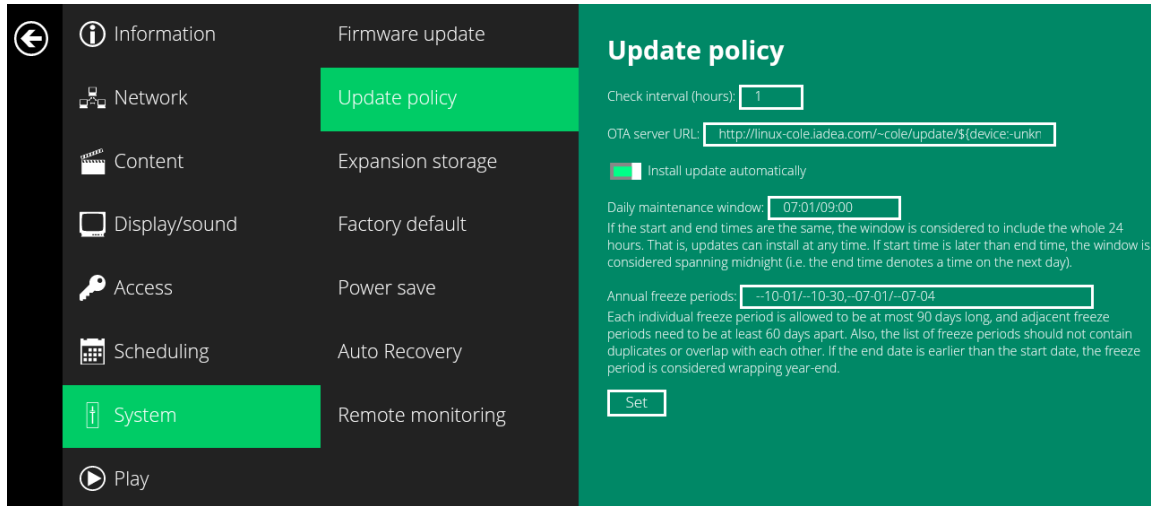 Information
Network
Content
Display/sound
Access
Scheduling
System
Play
Firmware update
Update policy
Expansion storage
Factory default
Power save
Auto Recovery
Remote monitoring
Update policy
Check interval (hours): 1
OTA server URL: http://linux-cole.iadea.com/~cole/update/${device:-unkn
Install update automatically
Daily maintenance window: 07:01/09:00
If the start and end times are the same, the window is considered to include the whole 24
hours. That is, updates can install at any time. If start time is later than end time, the window is
considered spanning midnight (i.e. the end time denotes a time on the next day).
Annual freeze periods: --10-01/--10-30,--07-01/--07-04
Each individual freeze period is allowed to be at most 90 days long, and adjacent freeze
periods need to be at least 60 days apart. Also, the list of freeze periods should not contain
duplicates or overlap with each other. If the end date is earlier than the start date, the freeze
period is considered wrapping year-end.
Set